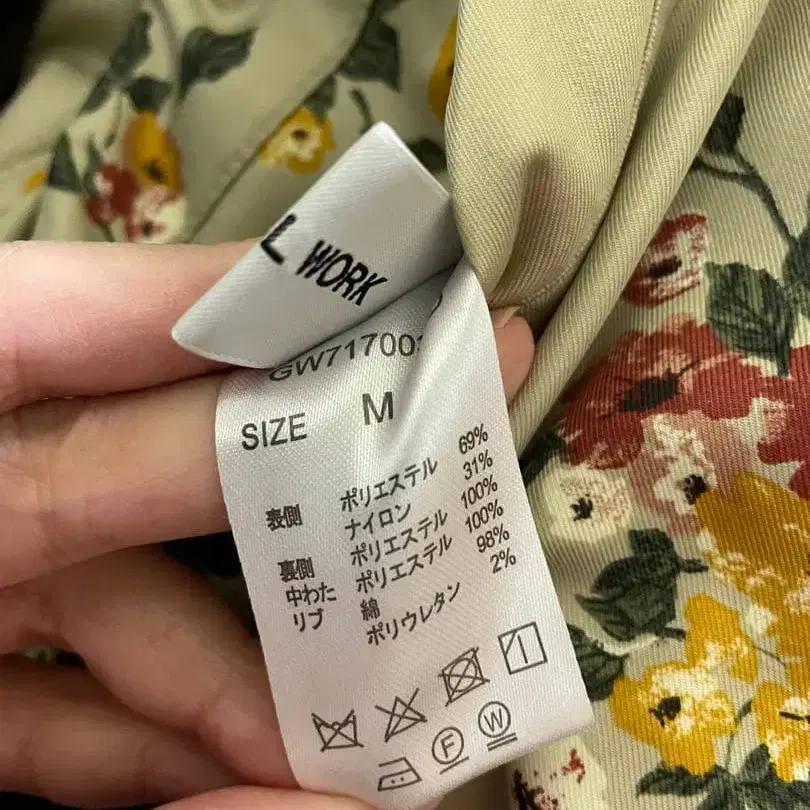 L WORK
GW717003
SIZE M
表側 ポリエステル 69%
ナイロン 31%
裏側 ポリエステル 100%
中わた ポリエステル 100%
リブ 綿 98%
ポリウレタン 2%
F W